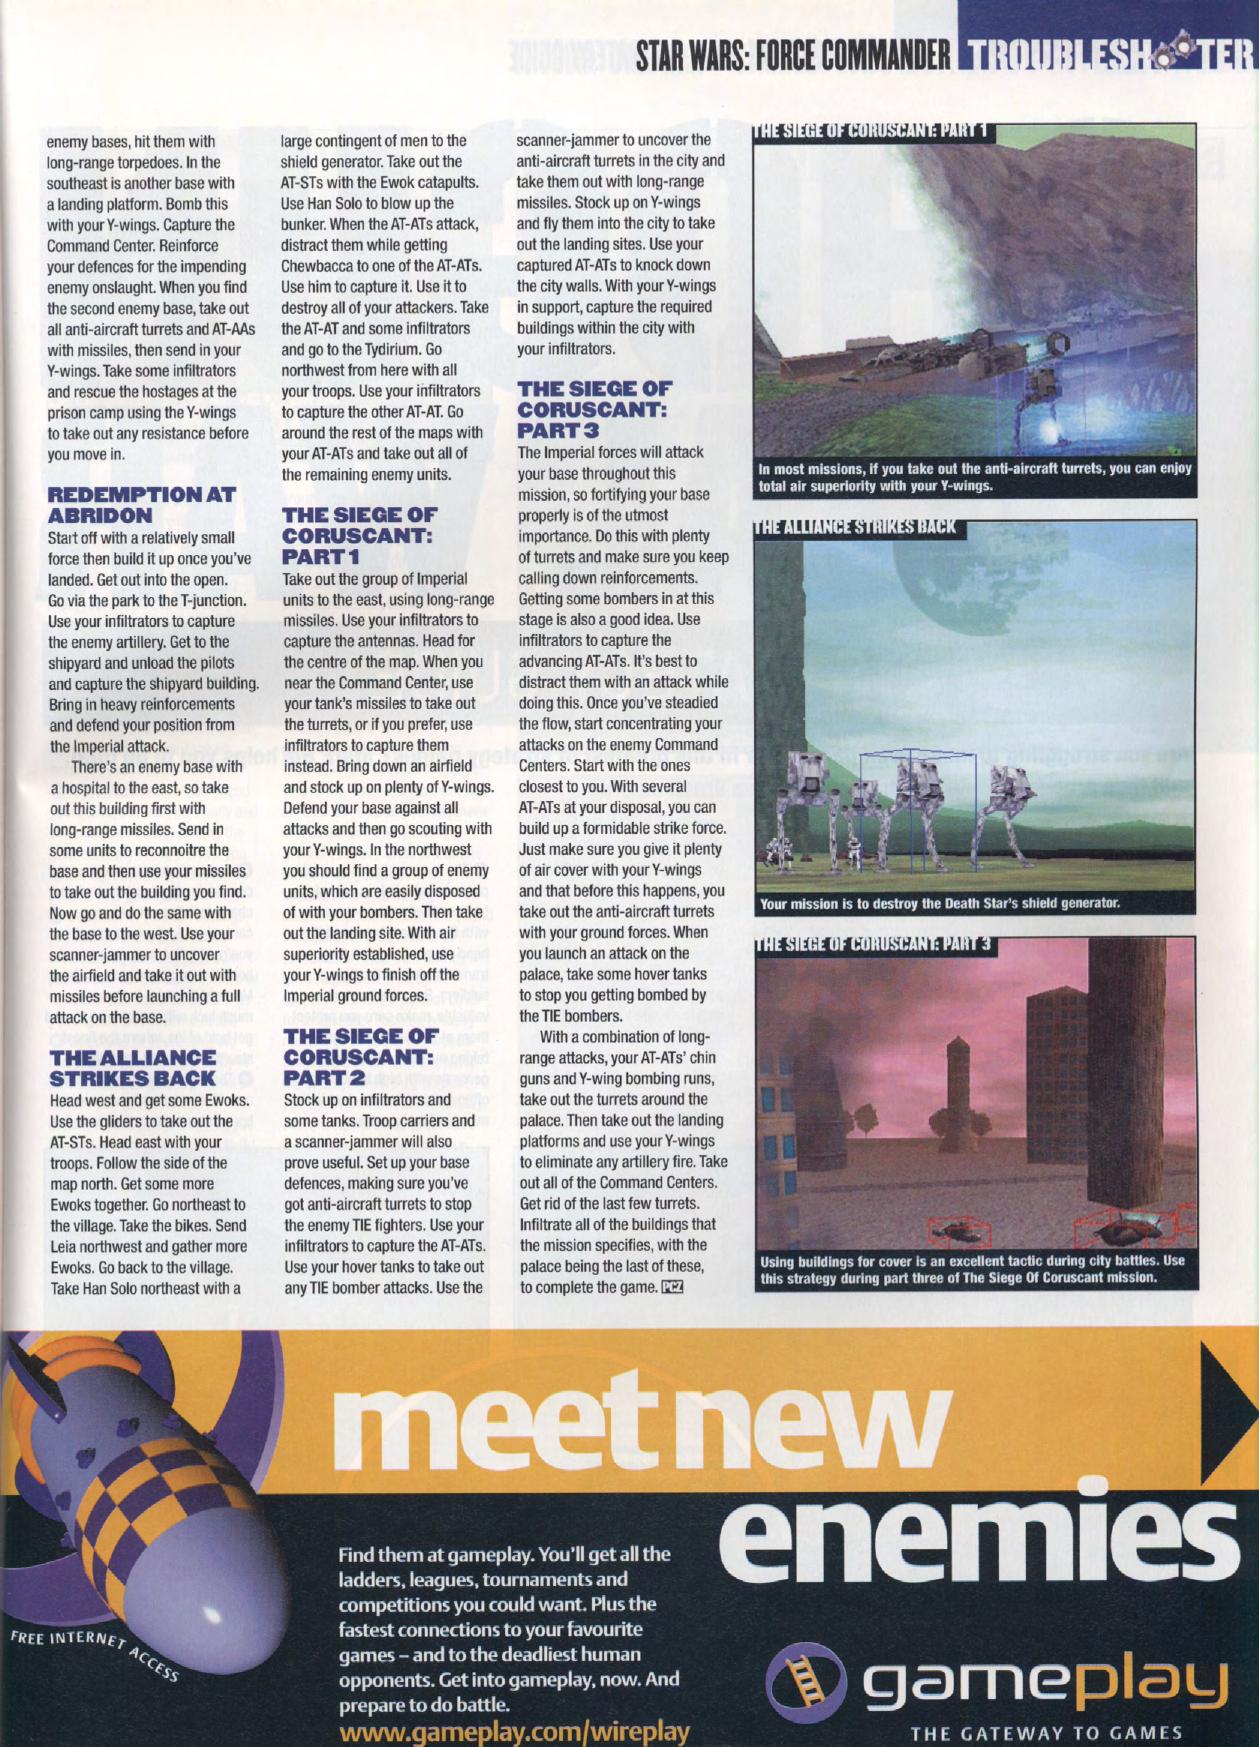 STAR WARS: FORCE COMMANDER TROUBLESHOOTER
enemy bases, hit them with
long-range torpedoes. In the
southeast is another base with
a landing platform. Bomb this
with your Y-wings. Capture the
Command Center. Reinforce
your defences for the impending
enemy onslaught. When you find
the second enemy base, take out
all anti-aircraft turrets and AT-AAs
with missiles, then send in your
Y-wings. Take some infiltrators
and rescue the hostages at the
prison camp using the Y-wings
to take out any resistance before
you move in.
REDEMPTION AT
ABRIDON
Start off with a relatively small
force then build it up once you've
landed. Get out into the open.
Go via the park to the T-junction.
Use your infiltrators to capture
the enemy artillery. Get to the
shipyard and unload the pilots
and capture the shipyard building.
Bring in heavy reinforcements
and defend your position from
the Imperial attack.
There's an enemy base with
a hospital to the east, so take
out this building first with
long-range missiles. Send in
some units to reconnoitre the
base and then use your missiles
to take out the building you find.
Now go and do the same with
the base to the west. Use your
scanner-jammer to uncover
the airfield and take it out with
missiles before launching a full
attack on the base.
THE ALLIANCE
STRIKES BACK
Head west and get some Ewoks.
Use the gliders to take out the
AT-STs. Head east with your
troops. Follow the side of the
map north. Get some more
Ewoks together. Go northeast to
the village. Take the bikes. Send
Leia northwest and gather more
Ewoks. Go back to the village.
Take Han Solo northeast with a
large contingent of men to the
shield generator. Take out the
AT-STs with the Ewok catapults.
Use Han Solo to blow up the
bunker. When the AT-ATs attack,
distract them while getting
Chewbacca to one of the AT-ATs.
Use him to capture it. Use it to
destroy all of your attackers. Take
the AT-AT and some infiltrators
and go to the Tydirium. Go
northwest from here with all
your troops. Use your infiltrators
to capture the other AT-AT. Go
around the rest of the maps with
your AT-ATs and take out all of
the remaining enemy units.
THE SIEGE OF
CORUSCANT:
PART 1
Take out the group of Imperial
units to the east, using long-range
missiles. Use your infiltrators to
capture the antennas. Head for
the centre of the map. When you
near the Command Center, use
your tank's missiles to take out
the turrets, or if you prefer, use
infiltrators to capture them
instead. Bring down an airfield
and stock up on plenty of Y-wings.
Defend your base against all
attacks and then go scouting with
your Y-wings. In the northwest
you should find a group of enemy
units, which are easily disposed
of with your bombers. Then take
out the landing site. With air
superiority established, use
your Y-wings to finish off the
Imperial ground forces.
THE SIEGE OF
CORUSCANT:
PART 2
Stock up on infiltrators and
some tanks. Troop carriers and
a scanner-jammer will also
prove useful. Set up your base
defences, making sure you've
got anti-aircraft turrets to stop
the enemy TIE fighters. Use your
infiltrators to capture the AT-ATs.
Use your hover tanks to take out
any TIE bomber attacks. Use the
scanner-jammer to uncover the
anti-aircraft turrets in the city and
take them out with long-range
missiles. Stock up on Y-wings
and fly them into the city to take
out the landing sites. Use your
captured AT-ATs to knock down
the city walls. With your Y-wings
in support, capture the required
buildings within the city with
your infiltrators.
THE SIEGE OF
CORUSCANT:
PART 3
The Imperial forces will attack
your base throughout this
mission, so fortifying your base
properly is of the utmost
importance. Do this with plenty
of turrets and make sure you keep
calling down reinforcements.
Getting some bombers in at this
stage is also a good idea. Use
infiltrators to capture the
advancing AT-ATs. It's best to
distract them with an attack while
doing this. Once you've steadied
the flow, start concentrating your
attacks on the enemy Command
Centers. Start with the ones
closest to you. With several
AT-ATs at your disposal, you can
build up a formidable strike force.
Just make sure you give it plenty
of air cover with your Y-wings
and that before this happens, you
take out the anti-aircraft turrets
with your ground forces. When
you launch an attack on the
palace, take some hover tanks
to stop you getting bombed by
the TIE bombers.
With a combination of long-
range attacks, your AT-ATs' chin
guns and Y-wing bombing runs,
take out the turrets around the
palace. Then take out the landing
platforms and use your Y-wings
to eliminate any artillery fire. Take
out all of the Command Centers.
Get rid of the last few turrets.
Infiltrate all of the buildings that
the mission specifies, with the
palace being the last of these,
to complete the game. PCZ
THE SIEGE OF CORUSCANT: PART 1
In most missions, if you take out the anti-aircraft turrets, you can enjoy
total air superiority with your Y-wings.
THE ALLIANCE STRIKES BACK
Your mission is to destroy the Death Star's shield generator.
THE SIEGE OF CORUSCANT: PART 3
Using buildings for cover is an excellent tactic during city battles. Use
this strategy during part three of The Siege Of Coruscant mission.
meet new
enemies
FREE INTERNET ACCESS
Find them at gameplay. You'll get all the
ladders, leagues, tournaments and
competitions you could want. Plus the
fastest connections to your favourite
games – and to the deadliest human
opponents. Get into gameplay, now. And
prepare to do battle.
www.gameplay.com/wireplay
gameplay
THE GATEWAY TO GAMES